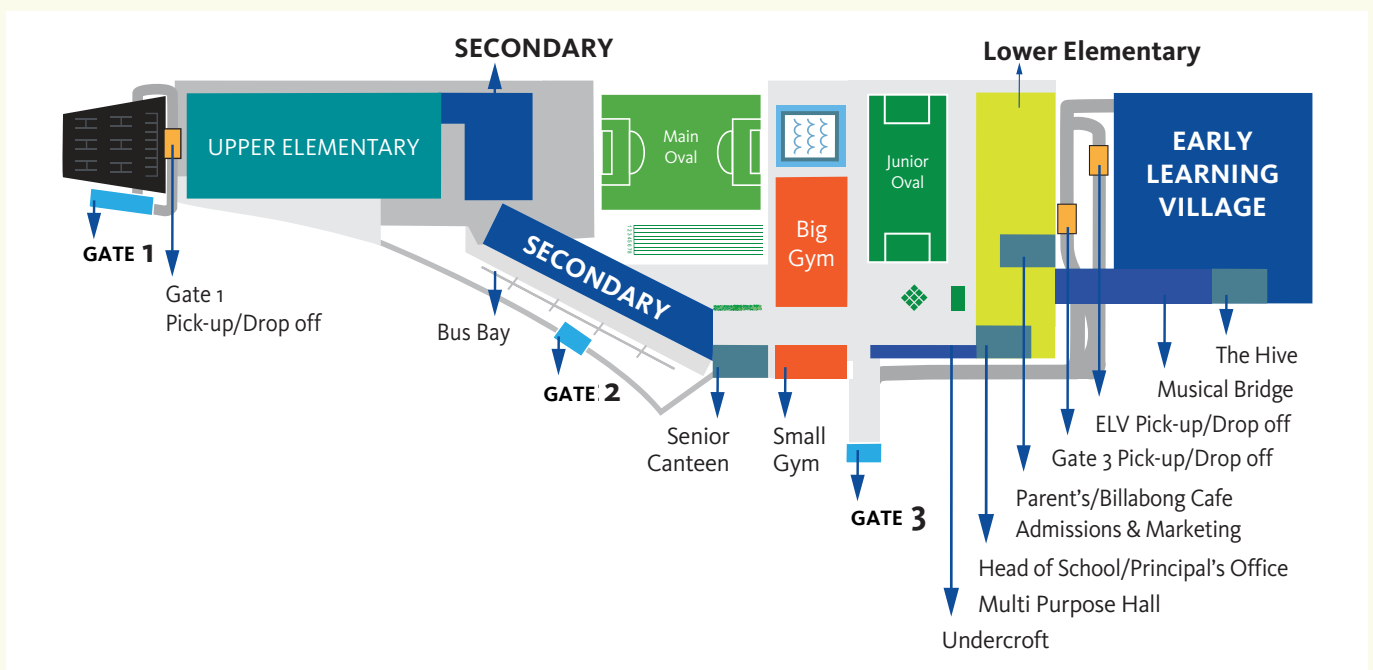 SECONDARY
Lower Elementary
UPPER ELEMENTARY
Main
Oval
Junior
Oval
EARLY
LEARNING
VILLAGE
Big
Gym
SECONDARY
GATE 1
Gate 1
Pick-up/Drop off
Bus Bay
GATE 2
Senior
Canteen
Small
Gym
GATE 3
The Hive
Musical Bridge
ELV Pick-up/Drop off
Gate 3 Pick-up/Drop off
Parent's/Billabong Cafe
Admissions & Marketing
Head of School/Principal's Office
Multi Purpose Hall
Undercroft